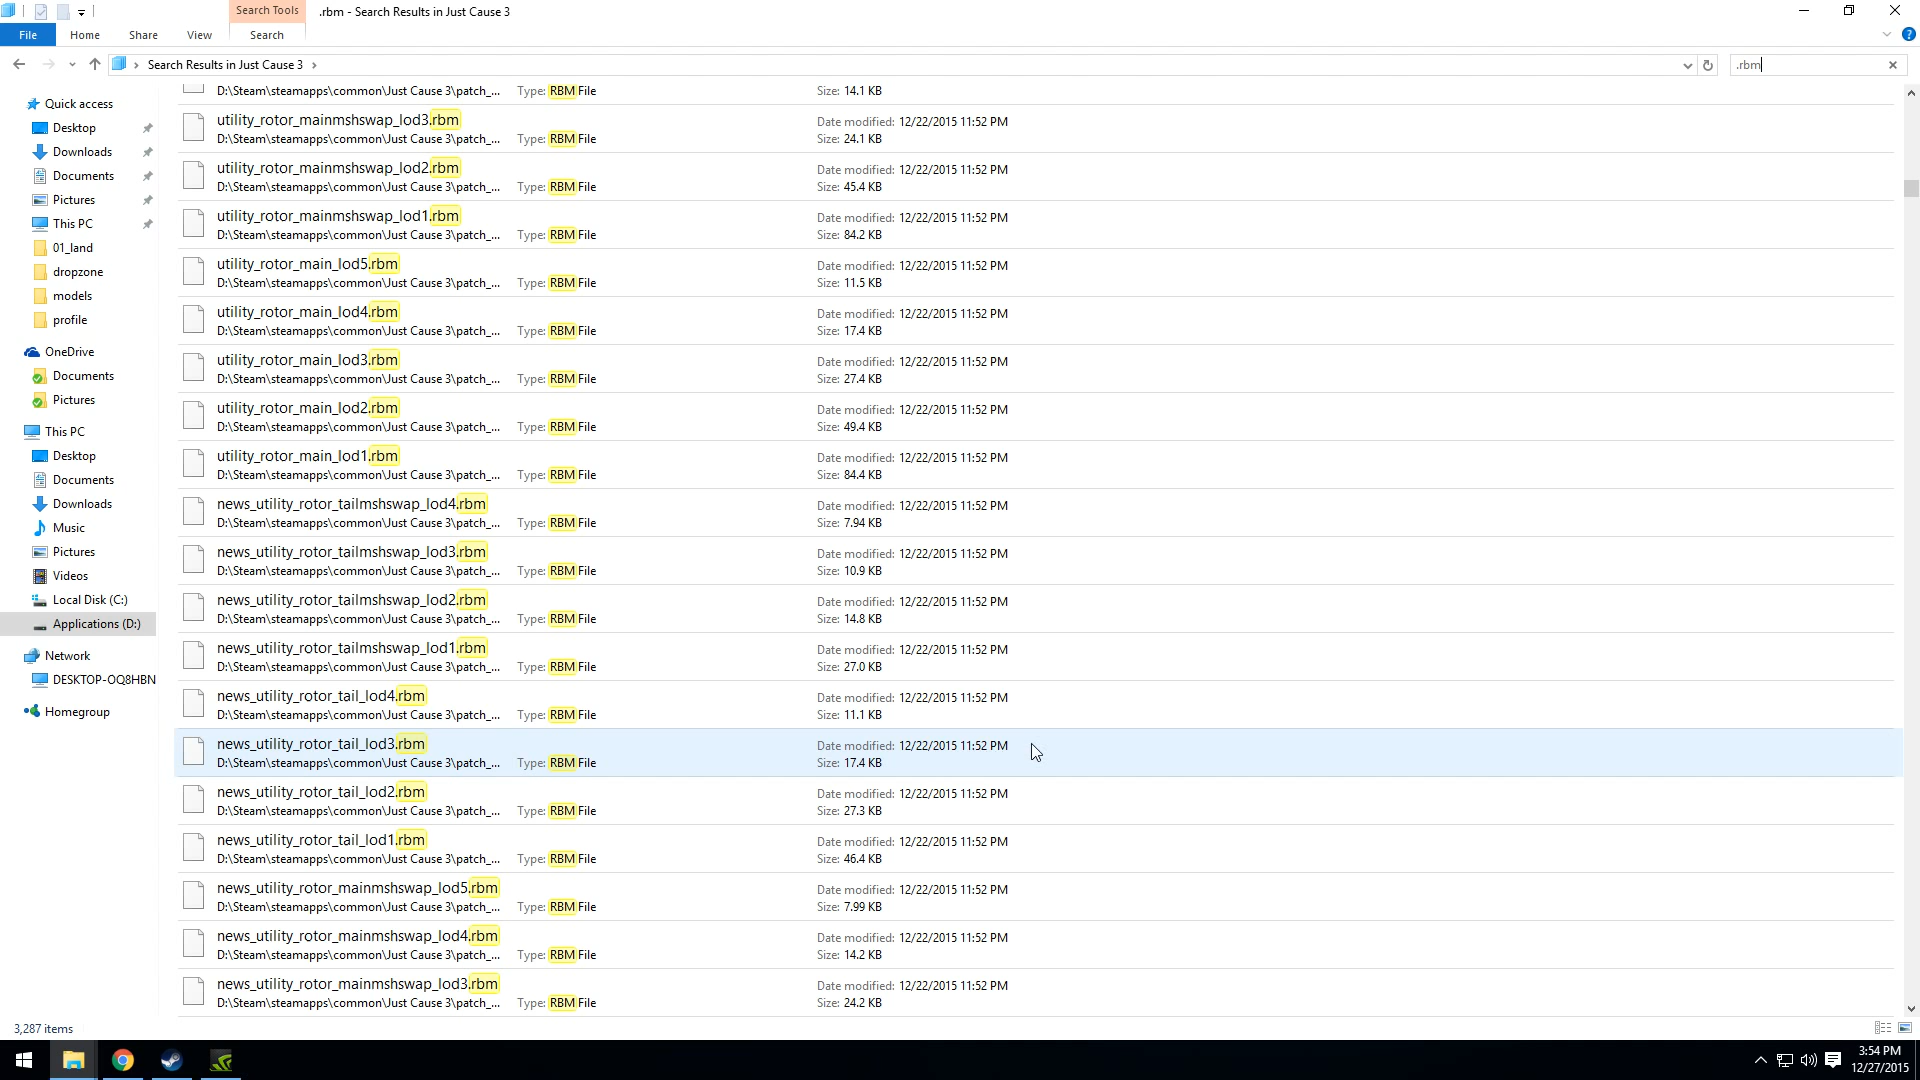 Search Tools
.rbm - Search Results in Just Cause 3
File Home Share View Search
Search Results in Just Cause 3
.rbm
Quick access
Desktop
Downloads
Documents
Pictures
This PC
01_land
dropzone
models
profile
OneDrive
Documents
Pictures
This PC
Desktop
Documents
Downloads
Music
Pictures
Videos
Local Disk (C:)
Applications (D:)
Network
DESKTOP-OQ8HBN
Homegroup
D:\Steam\steamapps\common\Just Cause 3\patch_... Type: RBM File Size: 14.1 KB
utility_rotor_mainmshswap_lod3.rbm Date modified: 12/22/2015 11:52 PM
D:\Steam\steamapps\common\Just Cause 3\patch_... Type: RBM File Size: 24.1 KB
utility_rotor_mainmshswap_lod2.rbm Date modified: 12/22/2015 11:52 PM
D:\Steam\steamapps\common\Just Cause 3\patch_... Type: RBM File Size: 45.4 KB
utility_rotor_mainmshswap_lod1.rbm Date modified: 12/22/2015 11:52 PM
D:\Steam\steamapps\common\Just Cause 3\patch_... Type: RBM File Size: 84.2 KB
utility_rotor_main_lod5.rbm Date modified: 12/22/2015 11:52 PM
D:\Steam\steamapps\common\Just Cause 3\patch_... Type: RBM File Size: 11.5 KB
utility_rotor_main_lod4.rbm Date modified: 12/22/2015 11:52 PM
D:\Steam\steamapps\common\Just Cause 3\patch_... Type: RBM File Size: 17.4 KB
utility_rotor_main_lod3.rbm Date modified: 12/22/2015 11:52 PM
D:\Steam\steamapps\common\Just Cause 3\patch_... Type: RBM File Size: 27.4 KB
utility_rotor_main_lod2.rbm Date modified: 12/22/2015 11:52 PM
D:\Steam\steamapps\common\Just Cause 3\patch_... Type: RBM File Size: 49.4 KB
utility_rotor_main_lod1.rbm Date modified: 12/22/2015 11:52 PM
D:\Steam\steamapps\common\Just Cause 3\patch_... Type: RBM File Size: 84.4 KB
news_utility_rotor_tailmshswap_lod4.rbm Date modified: 12/22/2015 11:52 PM
D:\Steam\steamapps\common\Just Cause 3\patch_... Type: RBM File Size: 7.94 KB
news_utility_rotor_tailmshswap_lod3.rbm Date modified: 12/22/2015 11:52 PM
D:\Steam\steamapps\common\Just Cause 3\patch_... Type: RBM File Size: 10.9 KB
news_utility_rotor_tailmshswap_lod2.rbm Date modified: 12/22/2015 11:52 PM
D:\Steam\steamapps\common\Just Cause 3\patch_... Type: RBM File Size: 14.8 KB
news_utility_rotor_tailmshswap_lod1.rbm Date modified: 12/22/2015 11:52 PM
D:\Steam\steamapps\common\Just Cause 3\patch_... Type: RBM File Size: 27.0 KB
news_utility_rotor_tail_lod4.rbm Date modified: 12/22/2015 11:52 PM
D:\Steam\steamapps\common\Just Cause 3\patch_... Type: RBM File Size: 11.1 KB
news_utility_rotor_tail_lod3.rbm Date modified: 12/22/2015 11:52 PM
D:\Steam\steamapps\common\Just Cause 3\patch_... Type: RBM File Size: 17.4 KB
news_utility_rotor_tail_lod2.rbm Date modified: 12/22/2015 11:52 PM
D:\Steam\steamapps\common\Just Cause 3\patch_... Type: RBM File Size: 27.3 KB
news_utility_rotor_tail_lod1.rbm Date modified: 12/22/2015 11:52 PM
D:\Steam\steamapps\common\Just Cause 3\patch_... Type: RBM File Size: 46.4 KB
news_utility_rotor_mainmshswap_lod5.rbm Date modified: 12/22/2015 11:52 PM
D:\Steam\steamapps\common\Just Cause 3\patch_... Type: RBM File Size: 7.99 KB
news_utility_rotor_mainmshswap_lod4.rbm Date modified: 12/22/2015 11:52 PM
D:\Steam\steamapps\common\Just Cause 3\patch_... Type: RBM File Size: 14.2 KB
news_utility_rotor_mainmshswap_lod3.rbm Date modified: 12/22/2015 11:52 PM
D:\Steam\steamapps\common\Just Cause 3\patch_... Type: RBM File Size: 24.2 KB
3,287 items
3:54 PM
12/27/2015